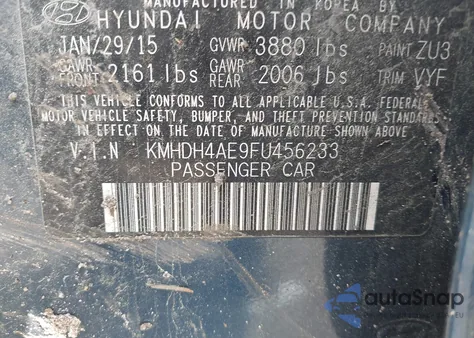 MANUFACTURED IN KOREA BY
HYUNDAI MOTOR COMPANY
JAN/29/15 GVWR 3880 lbs PAINT ZU3
GAWR FRONT 2161 lbs GAWR REAR 2006 lbs TRIM VYF
THIS VEHICLE CONFORMS TO ALL APPLICABLE U.S.A. FEDERAL
MOTOR VEHICLE SAFETY, BUMPER, AND THEFT PREVENTION STANDARDS
IN EFFECT ON THE DATE OF MANUFACTURE SHOWN ABOVE.
V.I.N KMHDH4AE9FU456233
PASSENGER CAR
autoSnap